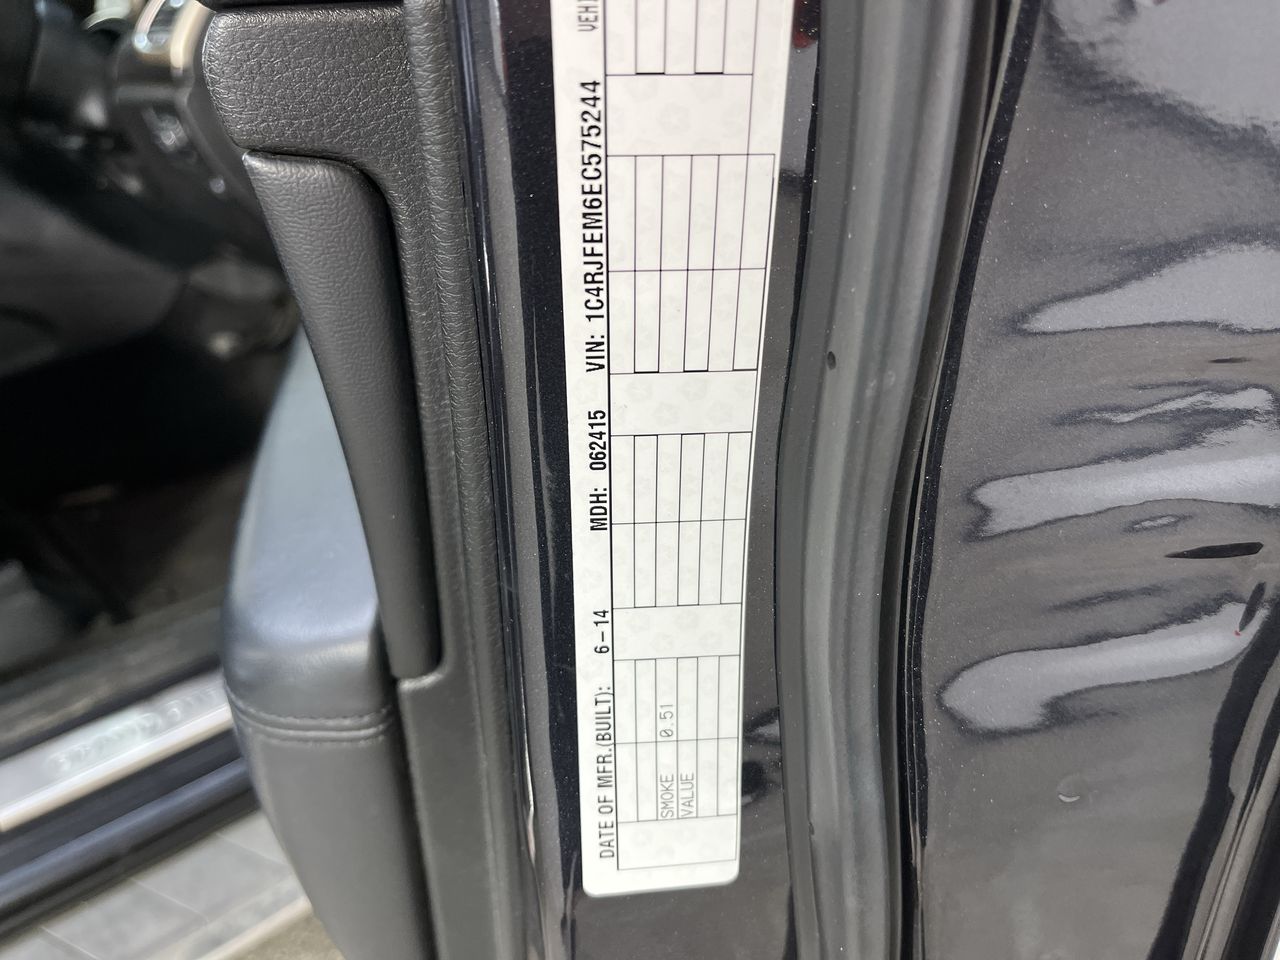 DATE OF MFR.(BUILT): 6-14 MDH: 062415 VIN: 1C4RJFEM6EC575244
SMOKE 0.51
VALUE